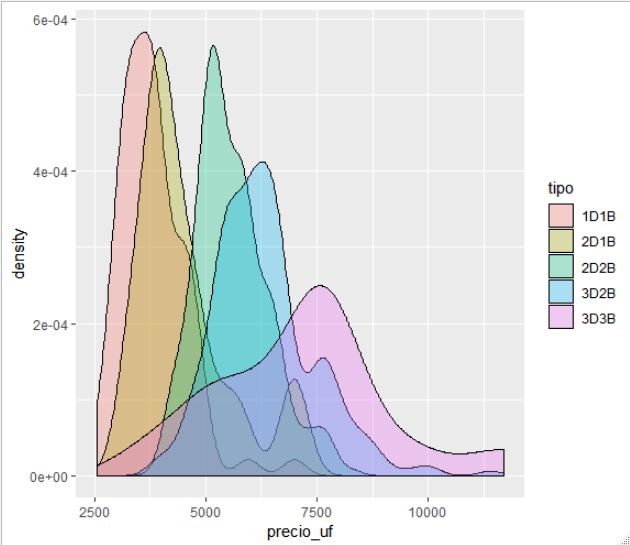 6e-04
4e-04
2e-04
0e+00
density
2500
5000
7500
10000
precio_uf
tipo
1D1B
2D1B
2D2B
3D2B
3D3B